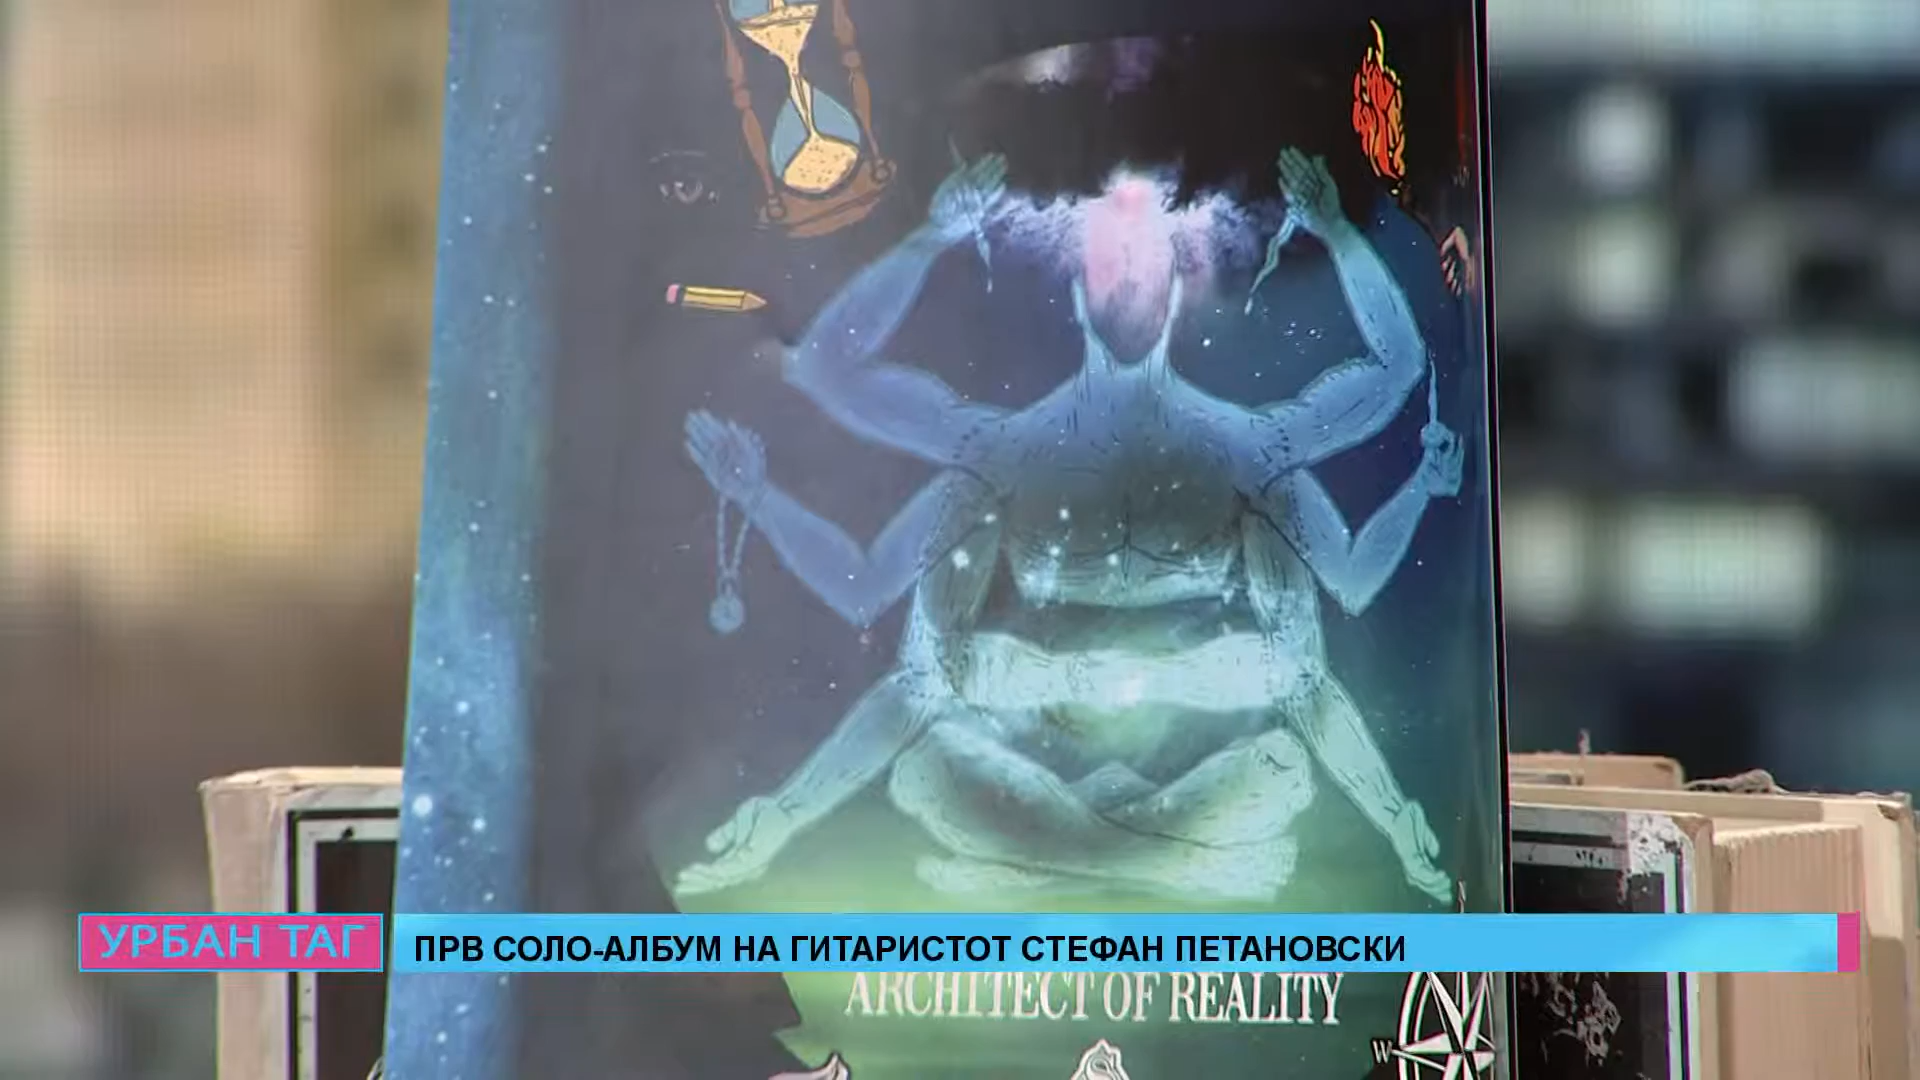 УРБАН ТАГ
ПРВ СОЛО-АЛБУМ НА ГИТАРИСТОТ СТЕФАН ПЕТАНОВСКИ
ARCHITECT OF REALITY
N
W